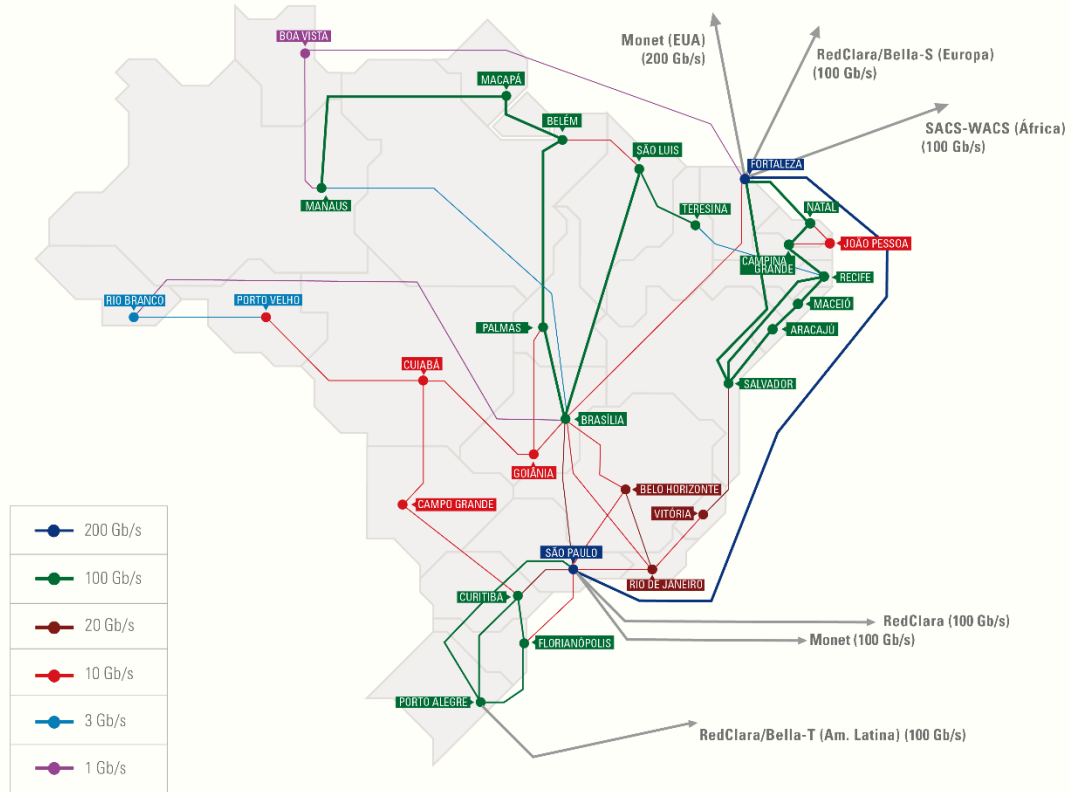 BOA VISTA
Monet (EUA)
(200 Gb/s)
RedClara/Bella-S (Europa)
(100 Gb/s)
MACAPÁ
BELÉM
SACS-WACS (África)
(100 Gb/s)
SÃO LUIS
FORTALEZA
MANAUS
TERESINA
NATAL
JOÃO PESSOA
CAMPINA
GRANDE
RECIFE
RIO BRANCO
PORTO VELHO
MACEIÓ
PALMAS
ARACAJÚ
CUIABÁ
SALVADOR
BRASÍLIA
GOIÂNIA
BELO HORIZONTE
CAMPO GRANDE
VITÓRIA
SÃO PAULO
RIO DE JANEIRO
CURITIBA
RedClara (100 Gb/s)
Monet (100 Gb/s)
FLORIANÓPOLIS
PORTO ALEGRE
RedClara/Bella-T (Am. Latina) (100 Gb/s)
200 Gb/s
100 Gb/s
20 Gb/s
10 Gb/s
3 Gb/s
1 Gb/s